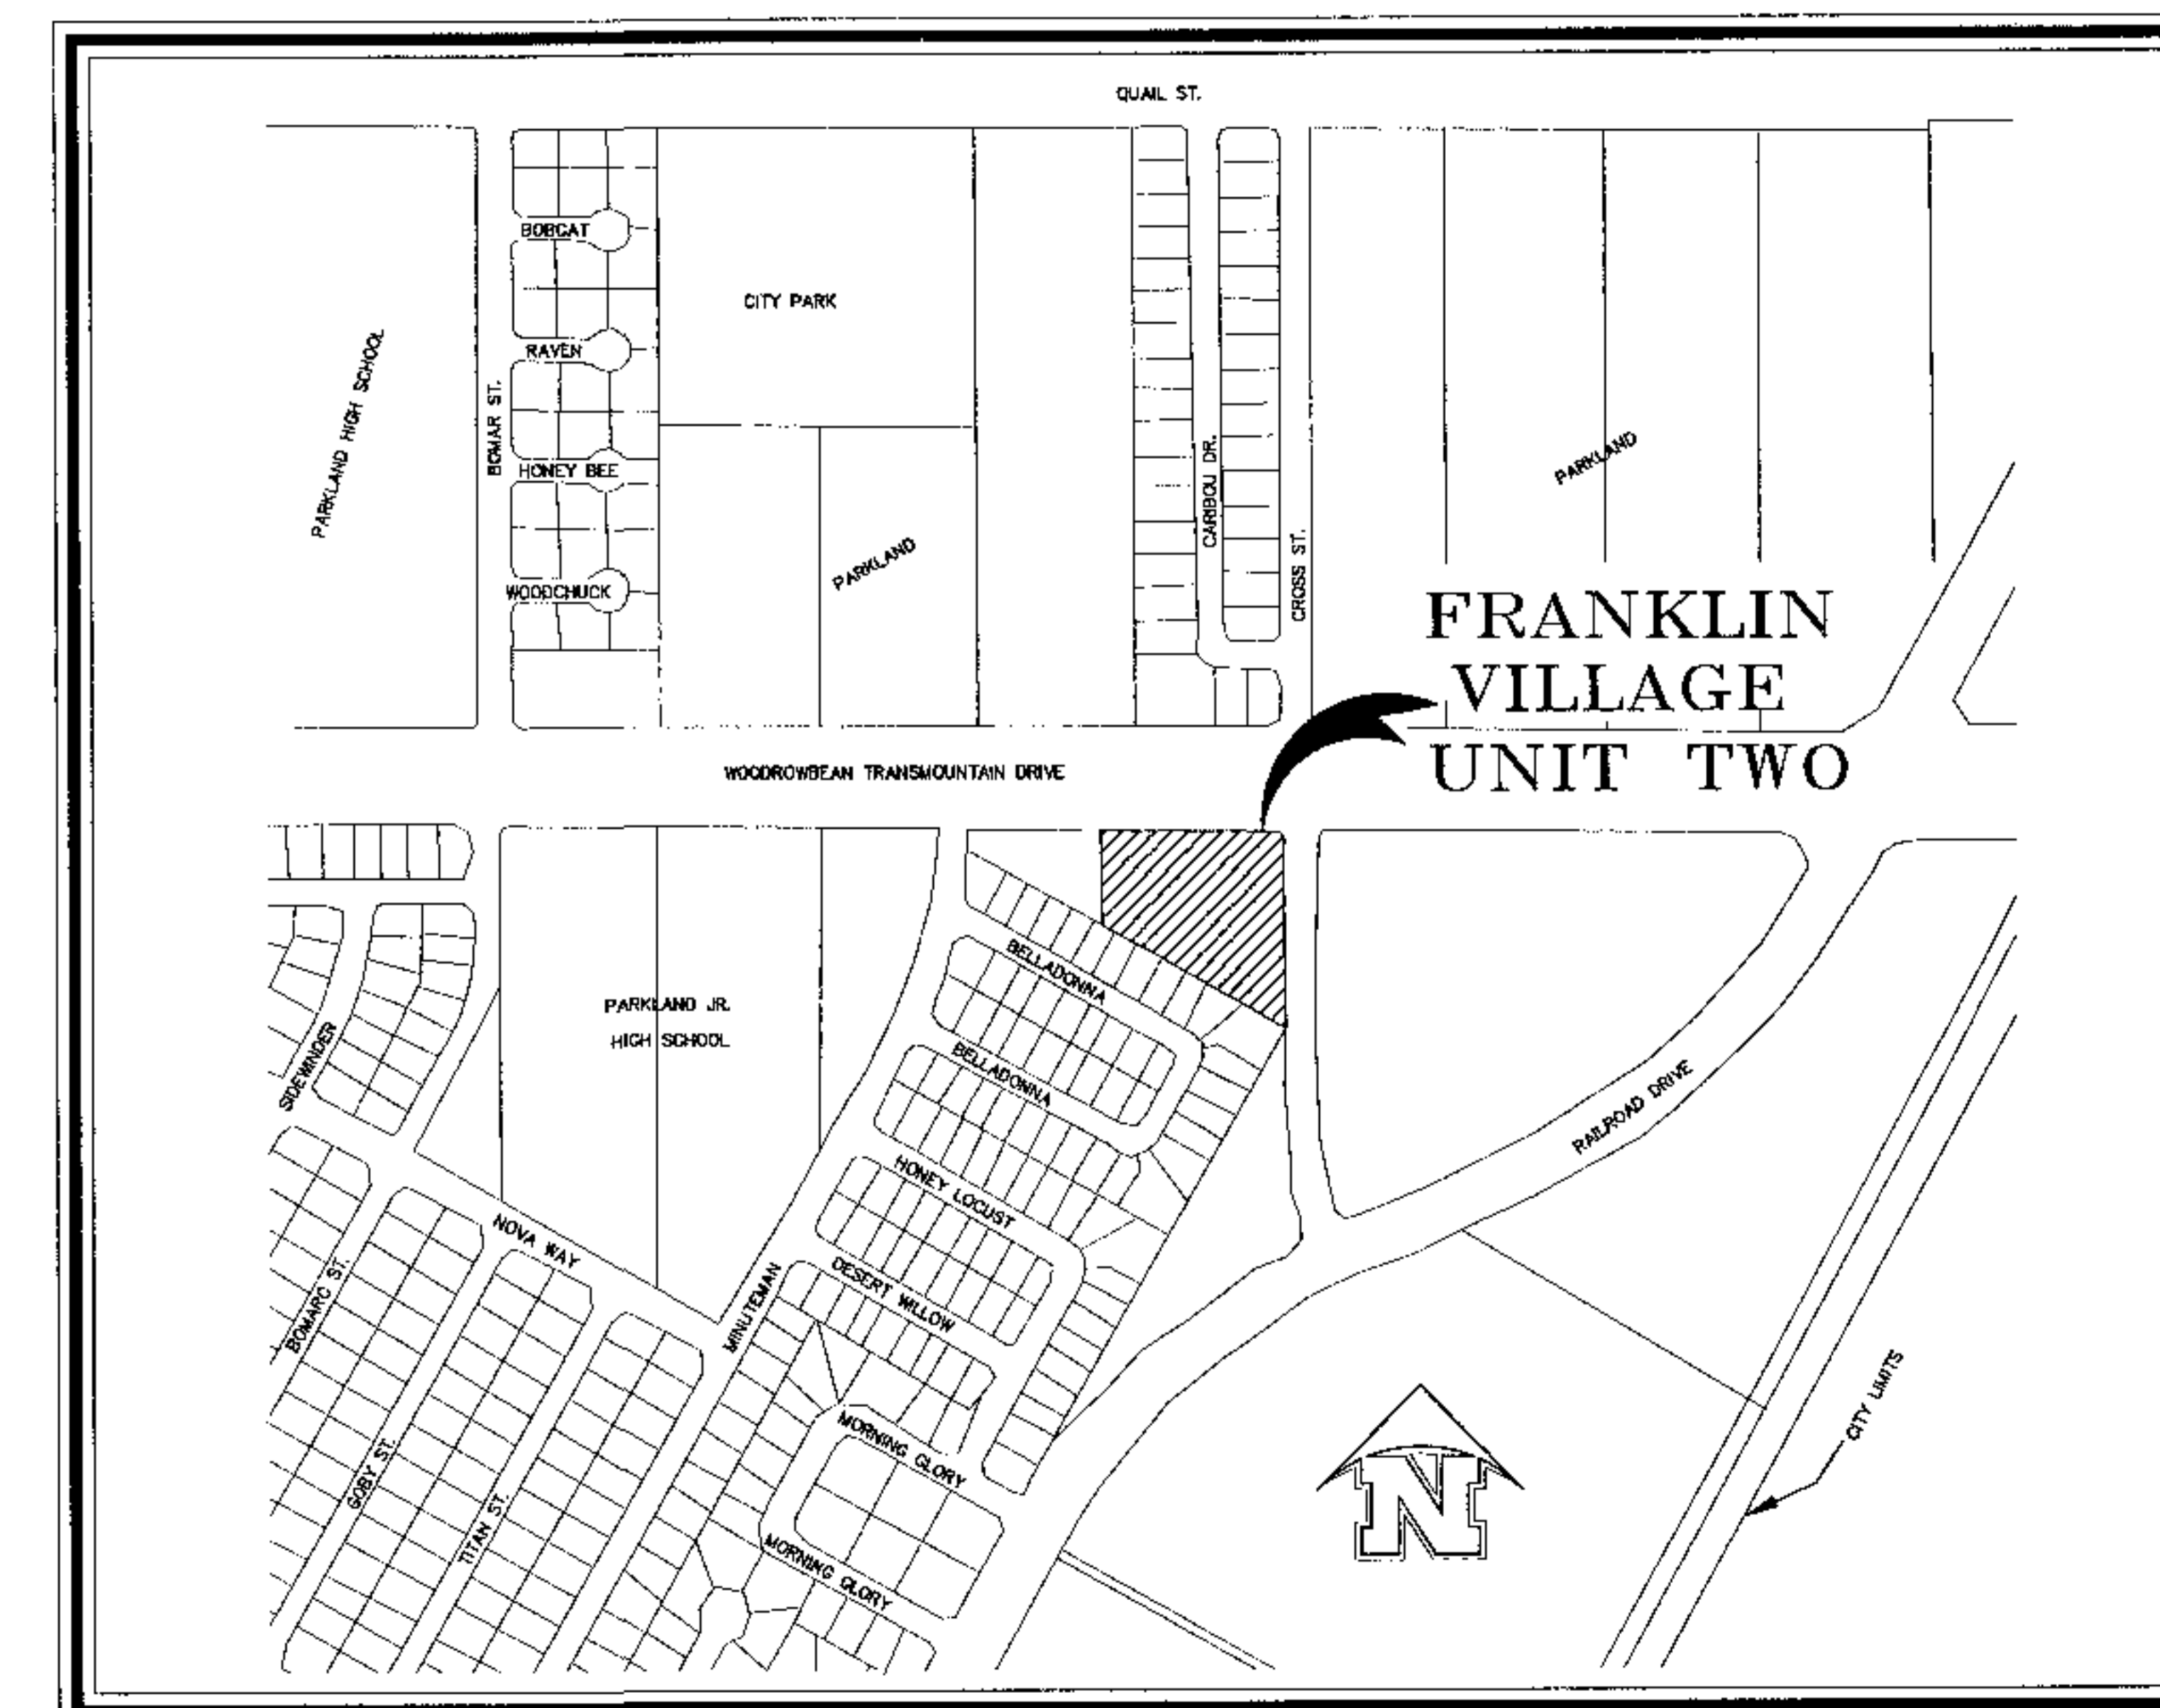 QUAIL ST.
BOBCAT
CITY PARK
RAVEN
PARKLAND HIGH SCHOOL
BOMAR ST.
HONEY BEE
CARIBOU DR.
PARKLAND
PARKLAND
WOODCHUCK
CROSS ST.
FRANKLIN
VILLAGE
UNIT TWO
WOODROWBEAN TRANSMOUNTAIN DRIVE
BELLADONNA
PARKLAND JR.
HIGH SCHOOL
SIDEWINDER
BELLADONNA
RAILROAD DRIVE
HONEY LOCUST
NOVA WAY
BOMARC ST.
DESERT WILLOW
MINUTEMAN
CITY LIMITS
MORNING GLORY
GOBY ST.
TITAN ST.
N
MORNING GLORY